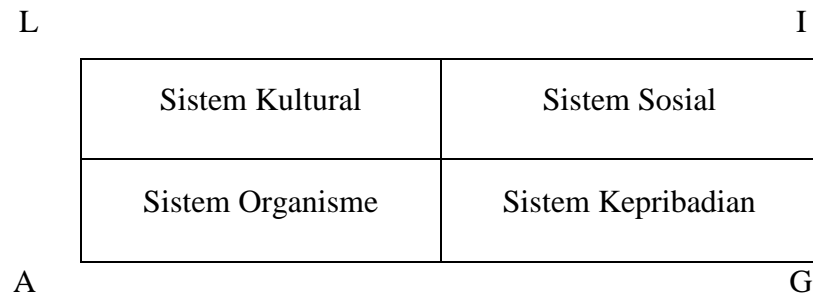 L I
Sistem Kultural Sistem Sosial
Sistem Organisme Sistem Kepribadian
A G